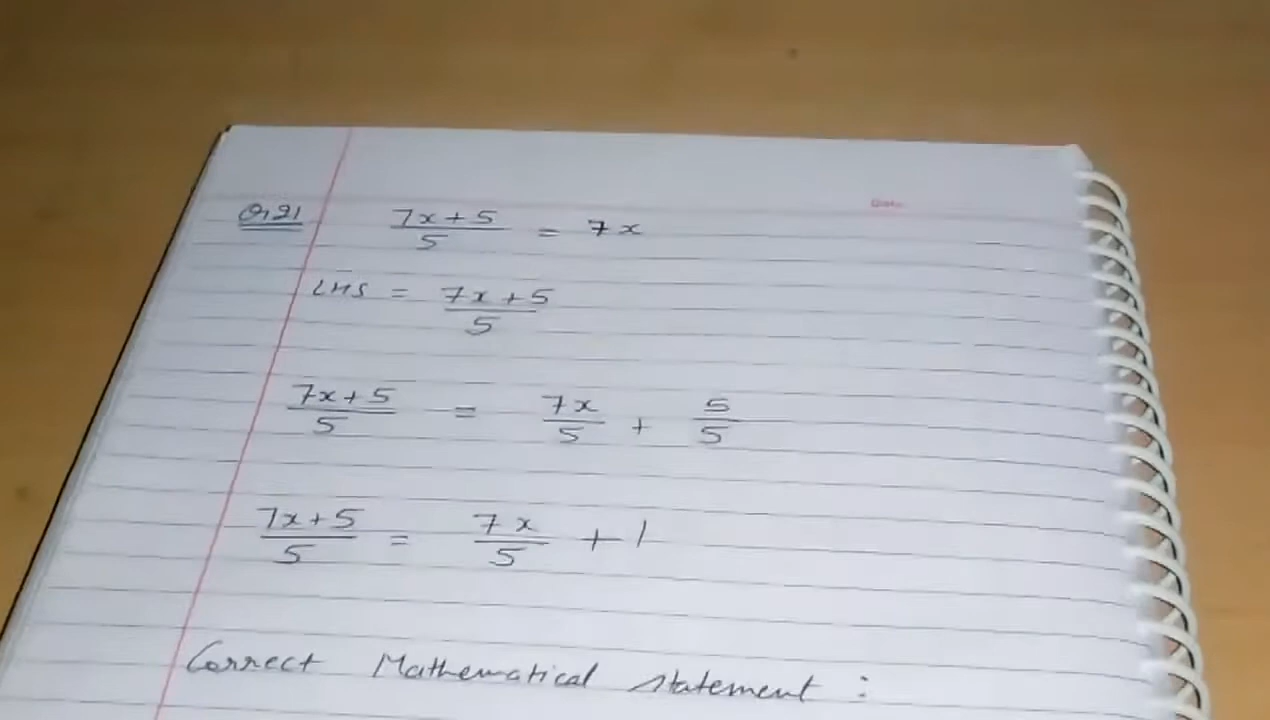 Q.21 (7x + 5)/5 = 7x
LHS = (7x + 5)/5
(7x + 5)/5 = 7x/5 + 5/5
(7x + 5)/5 = 7x/5 + 1
Correct Mathematical statement :